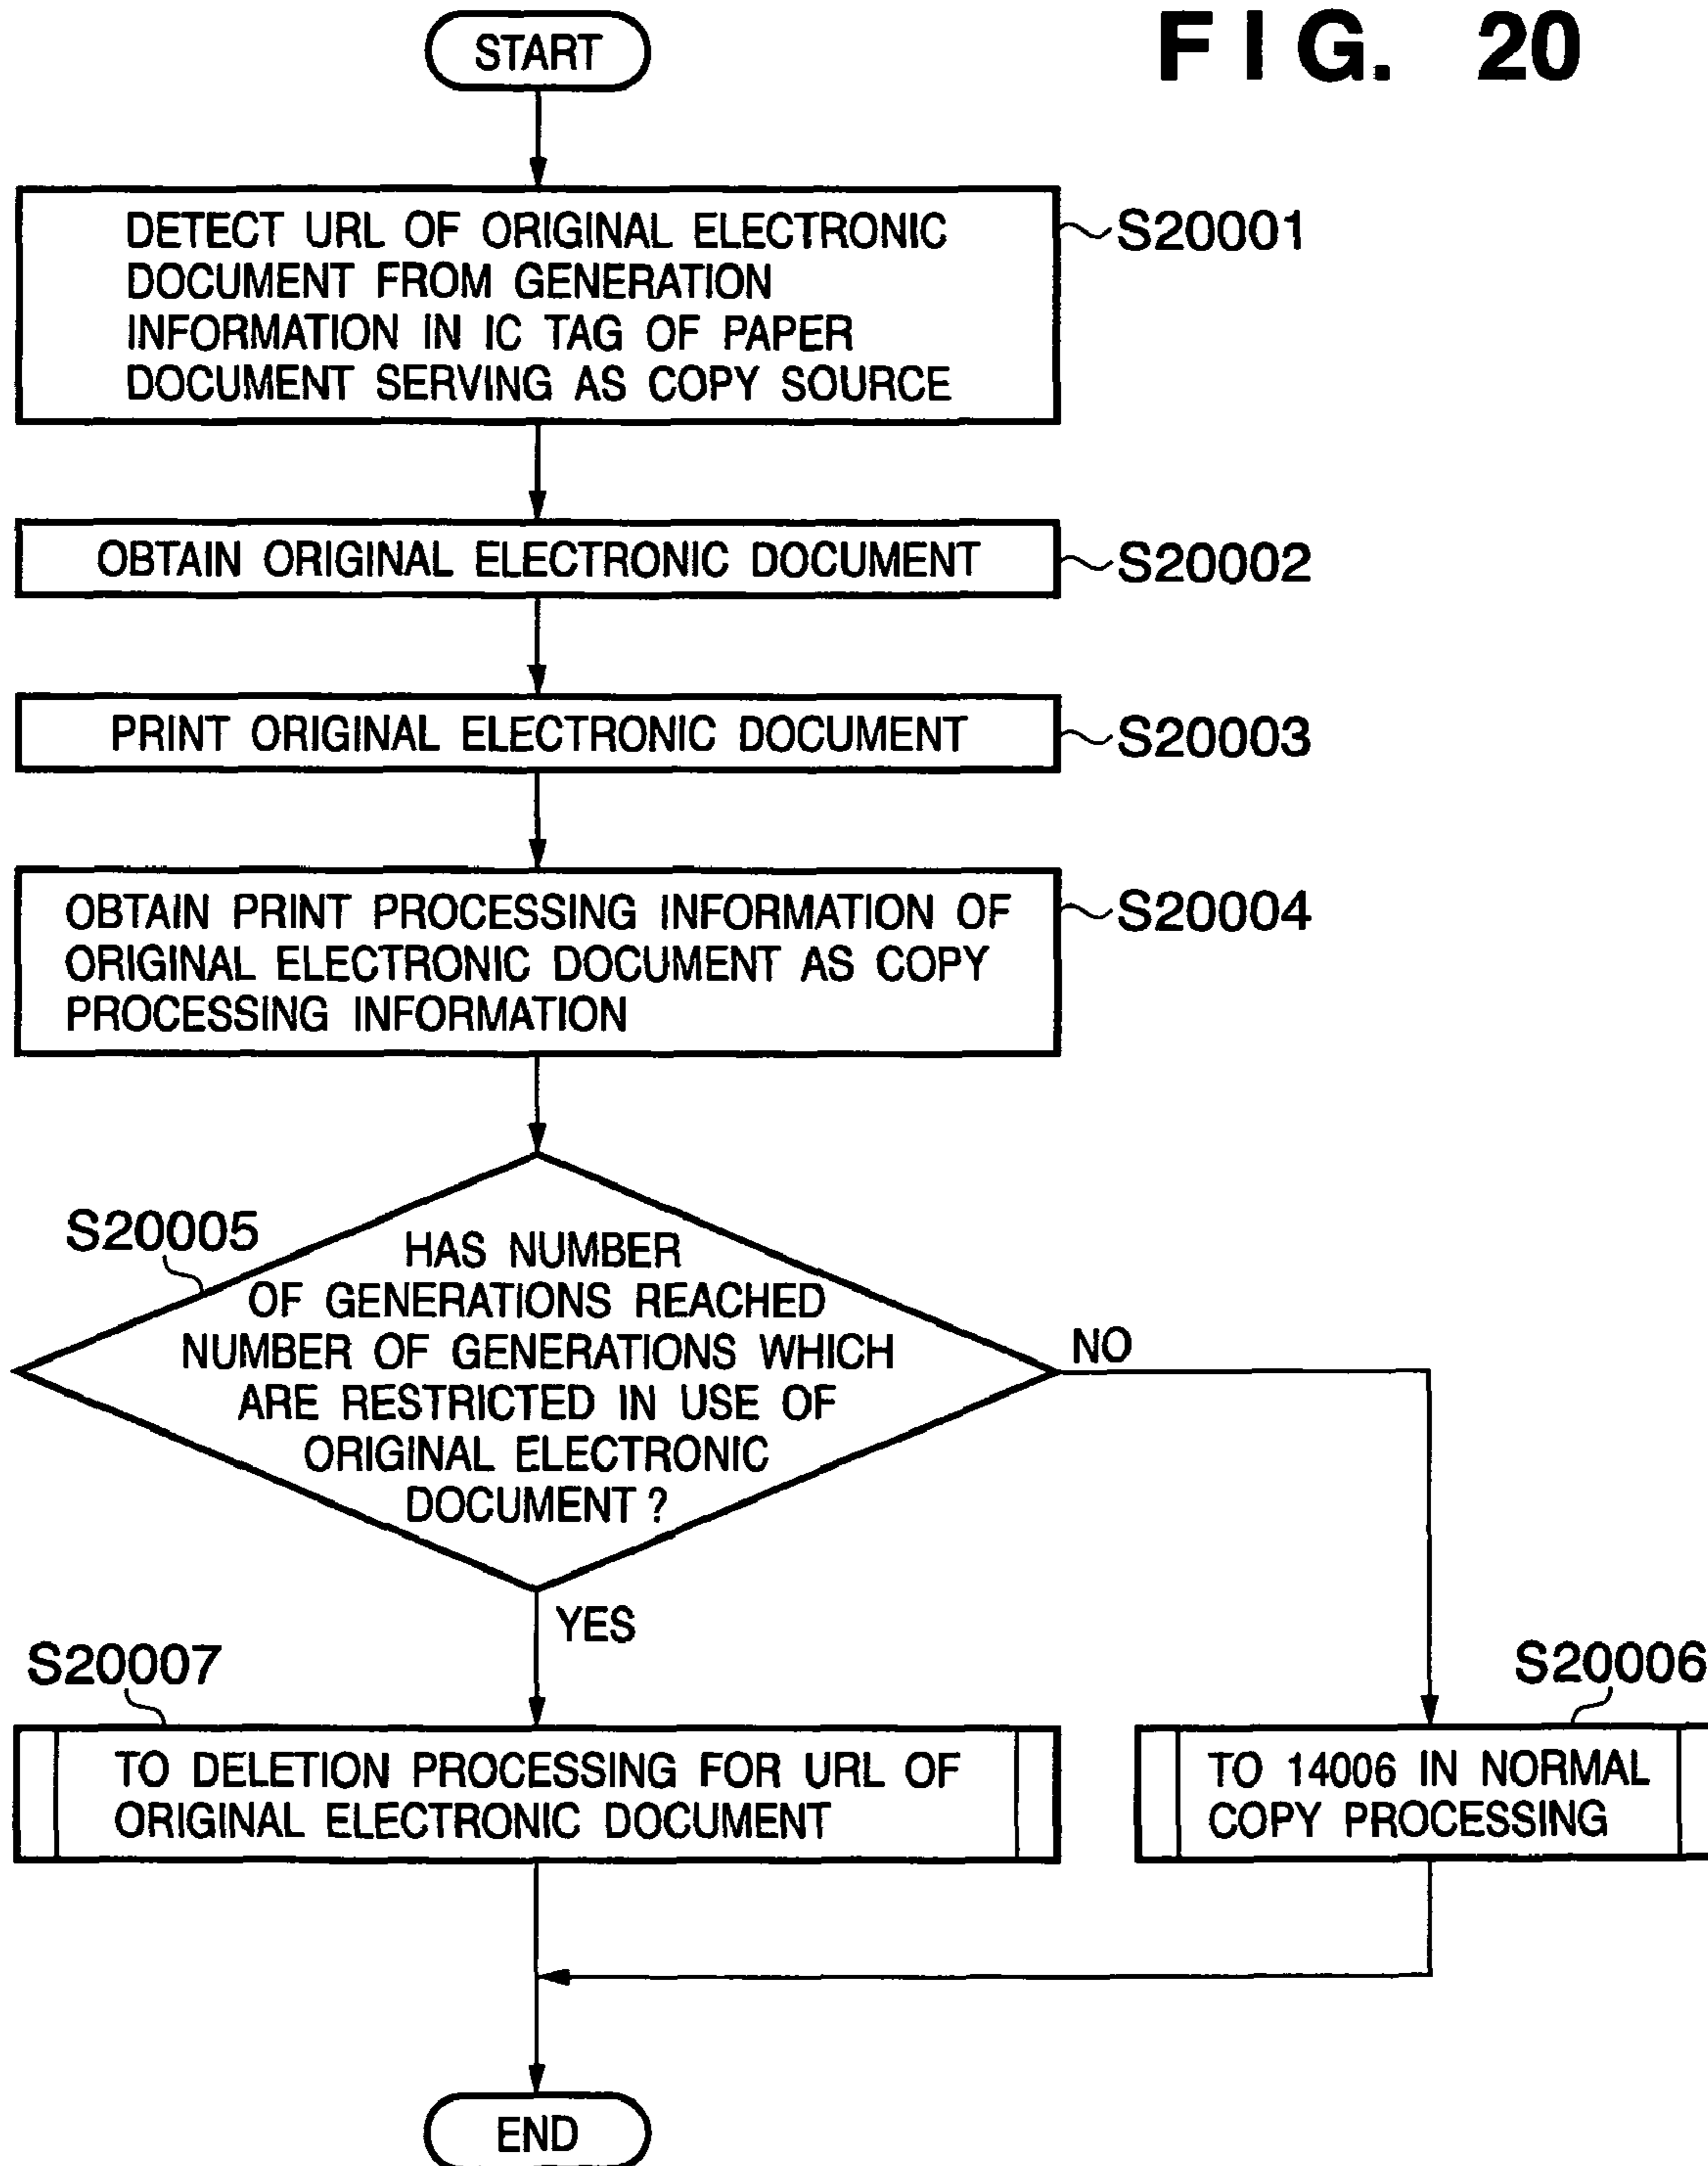 FIG. 20
START
DETECT URL OF ORIGINAL ELECTRONIC
DOCUMENT FROM GENERATION
INFORMATION IN IC TAG OF PAPER
DOCUMENT SERVING AS COPY SOURCE
S20001
OBTAIN ORIGINAL ELECTRONIC DOCUMENT
S20002
PRINT ORIGINAL ELECTRONIC DOCUMENT
S20003
OBTAIN PRINT PROCESSING INFORMATION OF
ORIGINAL ELECTRONIC DOCUMENT AS COPY
PROCESSING INFORMATION
S20004
S20005
HAS NUMBER
OF GENERATIONS REACHED
NUMBER OF GENERATIONS WHICH
ARE RESTRICTED IN USE OF
ORIGINAL ELECTRONIC
DOCUMENT ?
NO
YES
S20007
TO DELETION PROCESSING FOR URL OF
ORIGINAL ELECTRONIC DOCUMENT
S20006
TO 14006 IN NORMAL
COPY PROCESSING
END